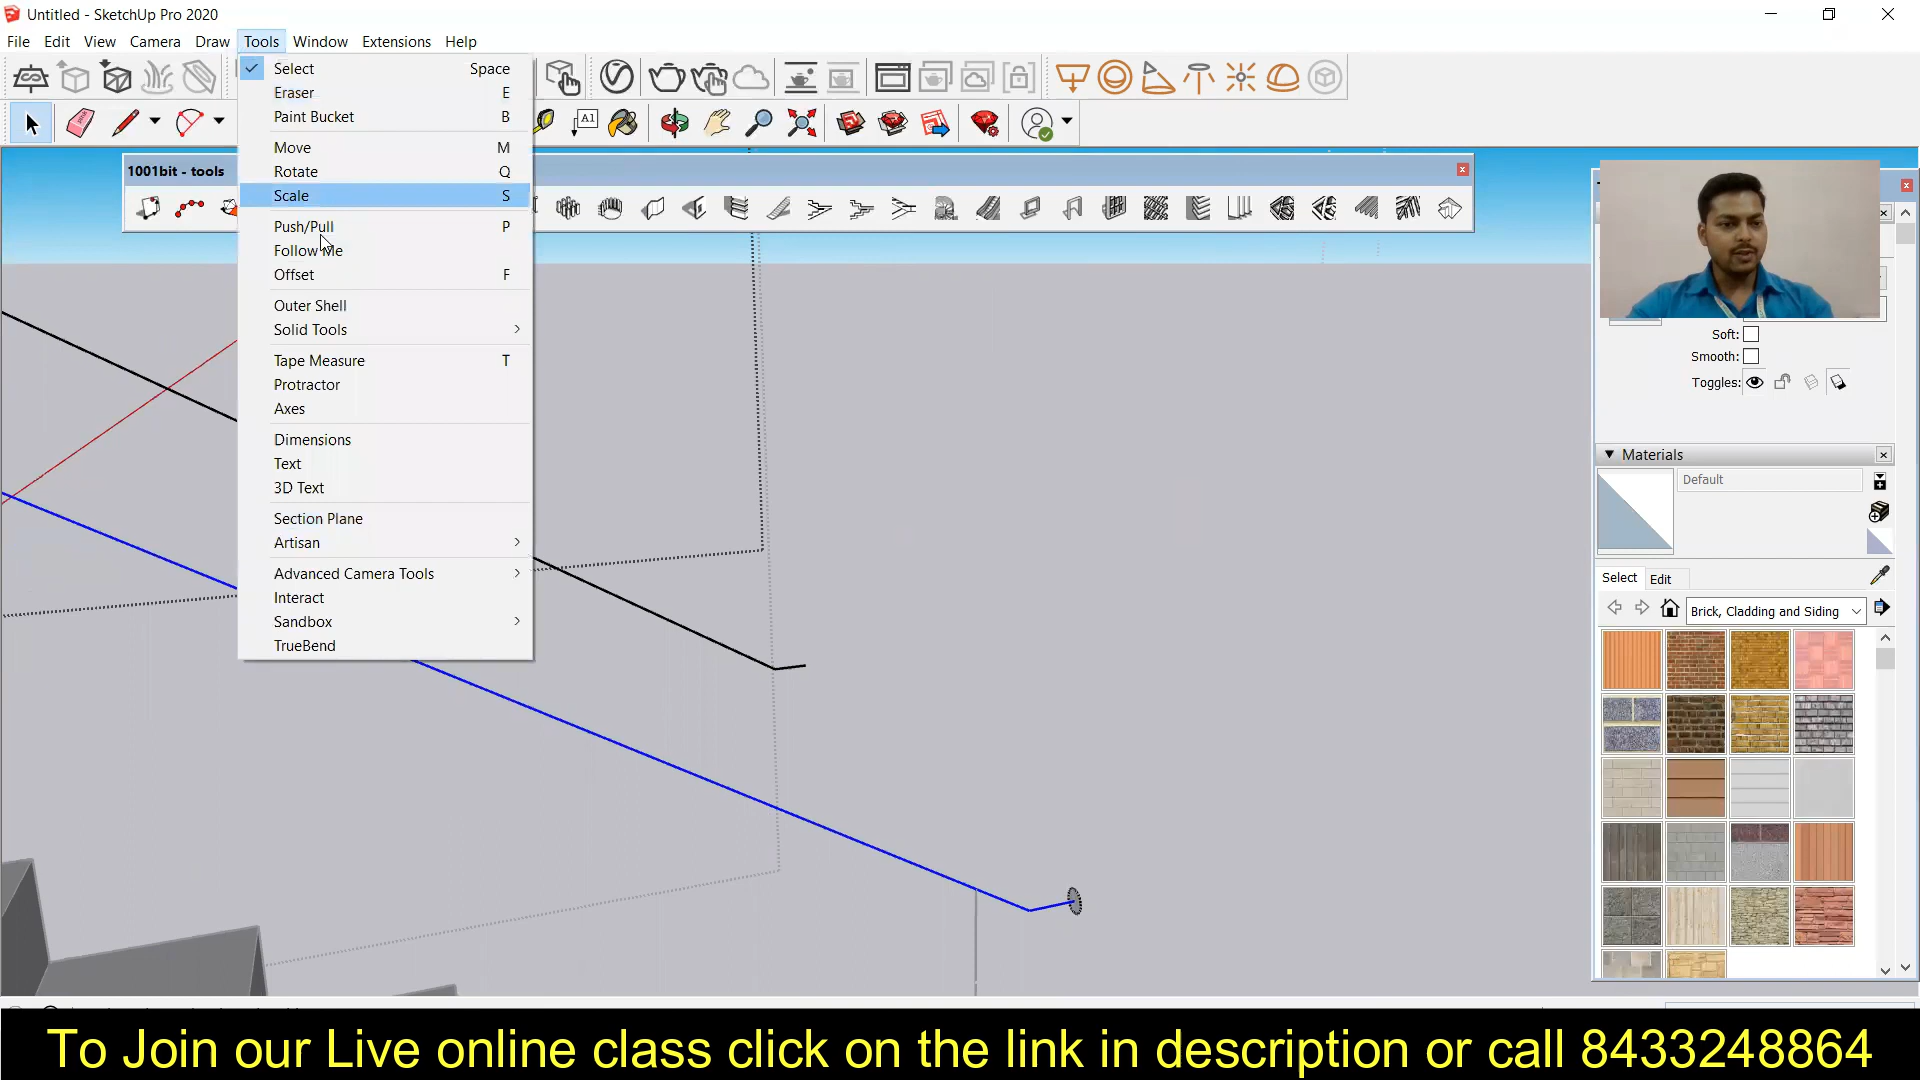 Untitled - SketchUp Pro 2020
File Edit View Camera Draw Tools Window Extensions Help
Select Space
Eraser E
Paint Bucket B
Move M
Rotate Q
Scale S
Push/Pull P
Follow Me
Offset F
Outer Shell
Solid Tools
Tape Measure T
Protractor
Axes
Dimensions
Text
3D Text
Section Plane
Artisan
Advanced Camera Tools
Interact
Sandbox
TrueBend
A1
1001bit - tools
Soft:
Smooth:
Toggles:
Materials
Default
Select Edit
Brick, Cladding and Siding
To Join our Live online class click on the link in description or call 8433248864